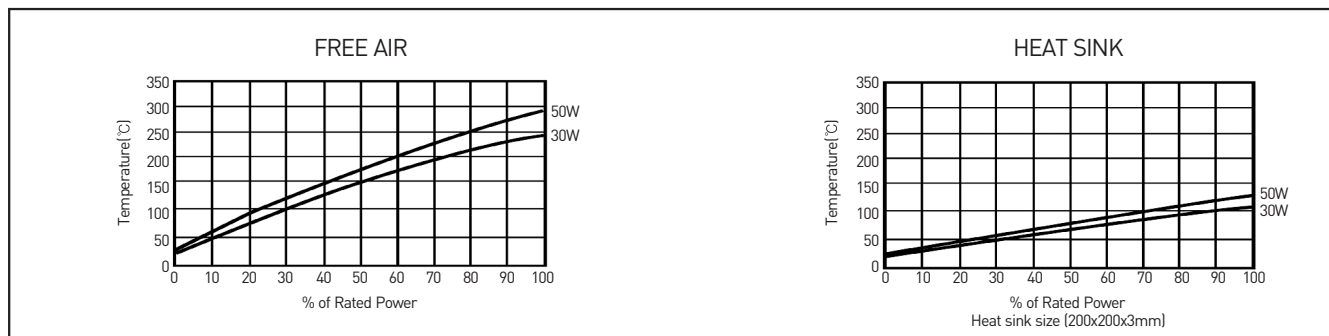 FREE AIR
Temperature(℃)
350
300
250
200
150
100
50
0
0 10 20 30 40 50 60 70 80 90 100
50W
30W
% of Rated Power
HEAT SINK
Temperature(℃)
350
300
250
200
150
100
50
0
0 10 20 30 40 50 60 70 80 90 100
50W
30W
% of Rated Power
Heat sink size (200x200x3mm)